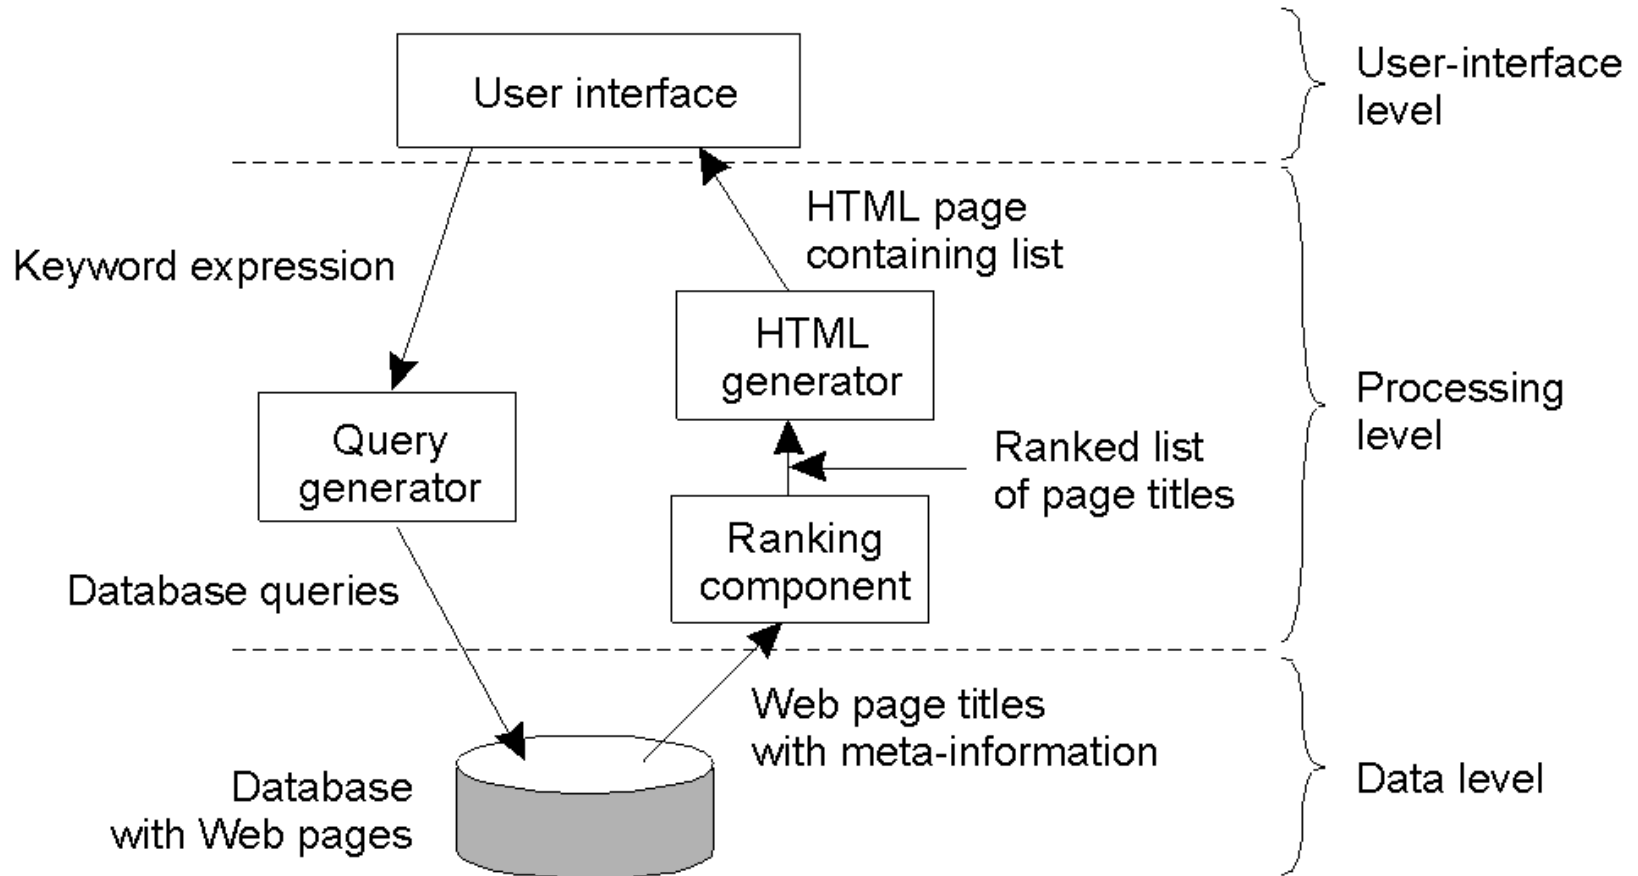 User interface
User-interface
level
HTML page
containing list
Keyword expression
HTML
generator
Processing
level
Query
generator
Ranked list
of page titles
Ranking
component
Database queries
Web page titles
with meta-information
Database
with Web pages
Data level